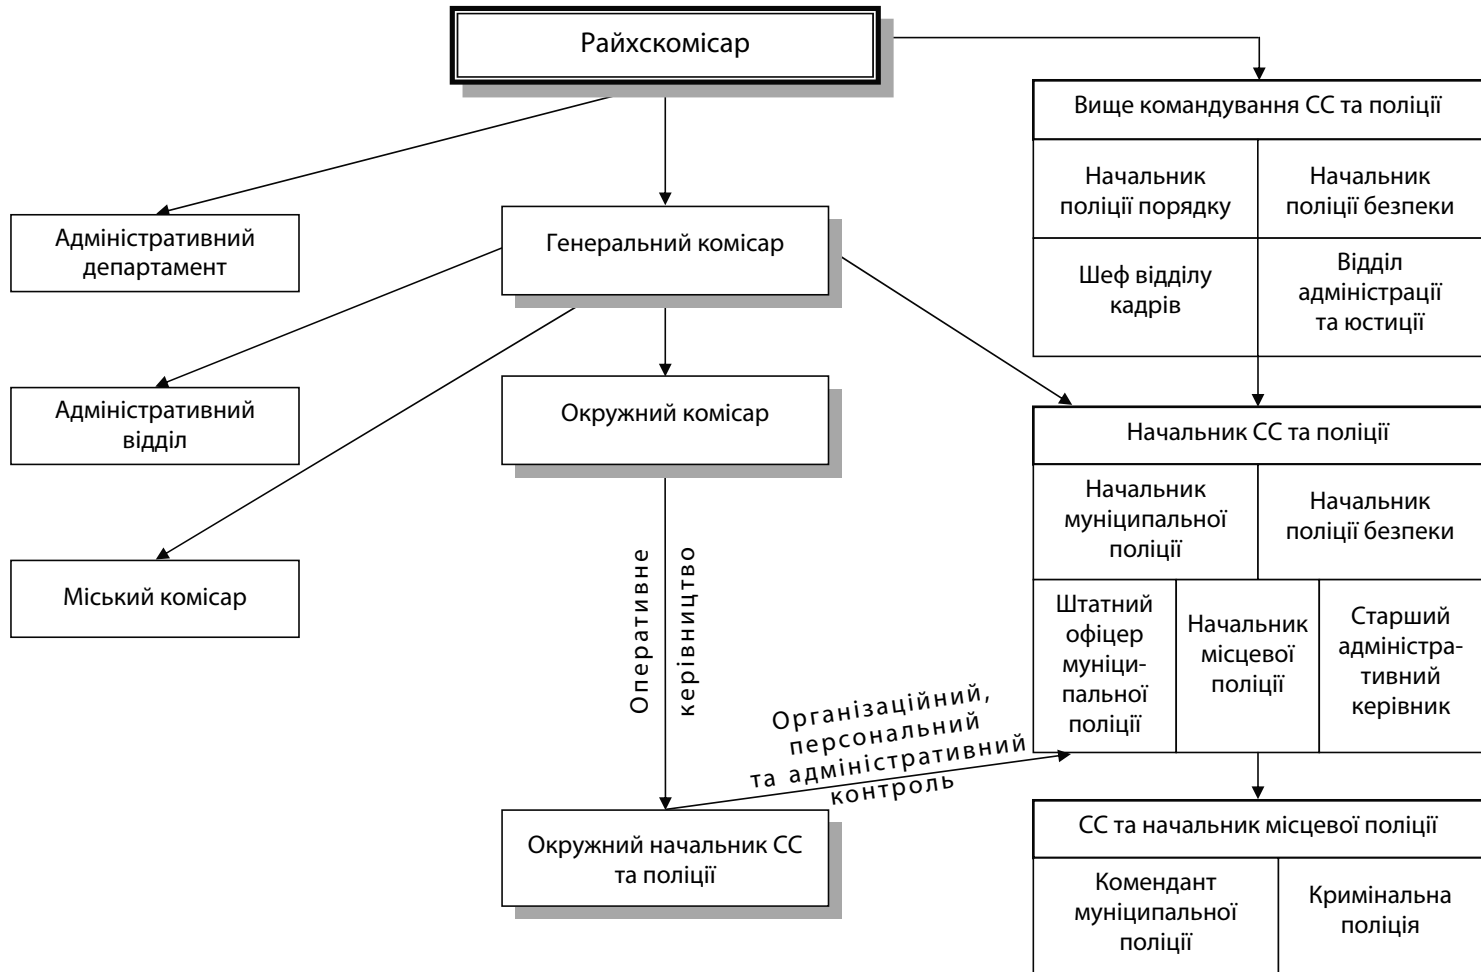 Райхскомісар
Вище командування СС та поліції
Начальник
поліції порядку
Начальник
поліції безпеки
Шеф відділу
кадрів
Відділ
адміністрації
та юстиції
Адміністративний
департамент
Генеральний комісар
Адміністративний
відділ
Окружний комісар
Міський комісар
Начальник СС та поліції
Начальник
муніципальної
поліції
Начальник
поліції безпеки
Штатний
офіцер
муніци-
пальної
поліції
Начальник
місцевої
поліції
Старший
адміністра-
тивний
керівник
Оперативне
керівництво
Організаційний,
персональний
та адміністративний
контроль
Окружний начальник СС
та поліції
СС та начальник місцевої поліції
Комендант
муніципальної
поліції
Кримінальна
поліція